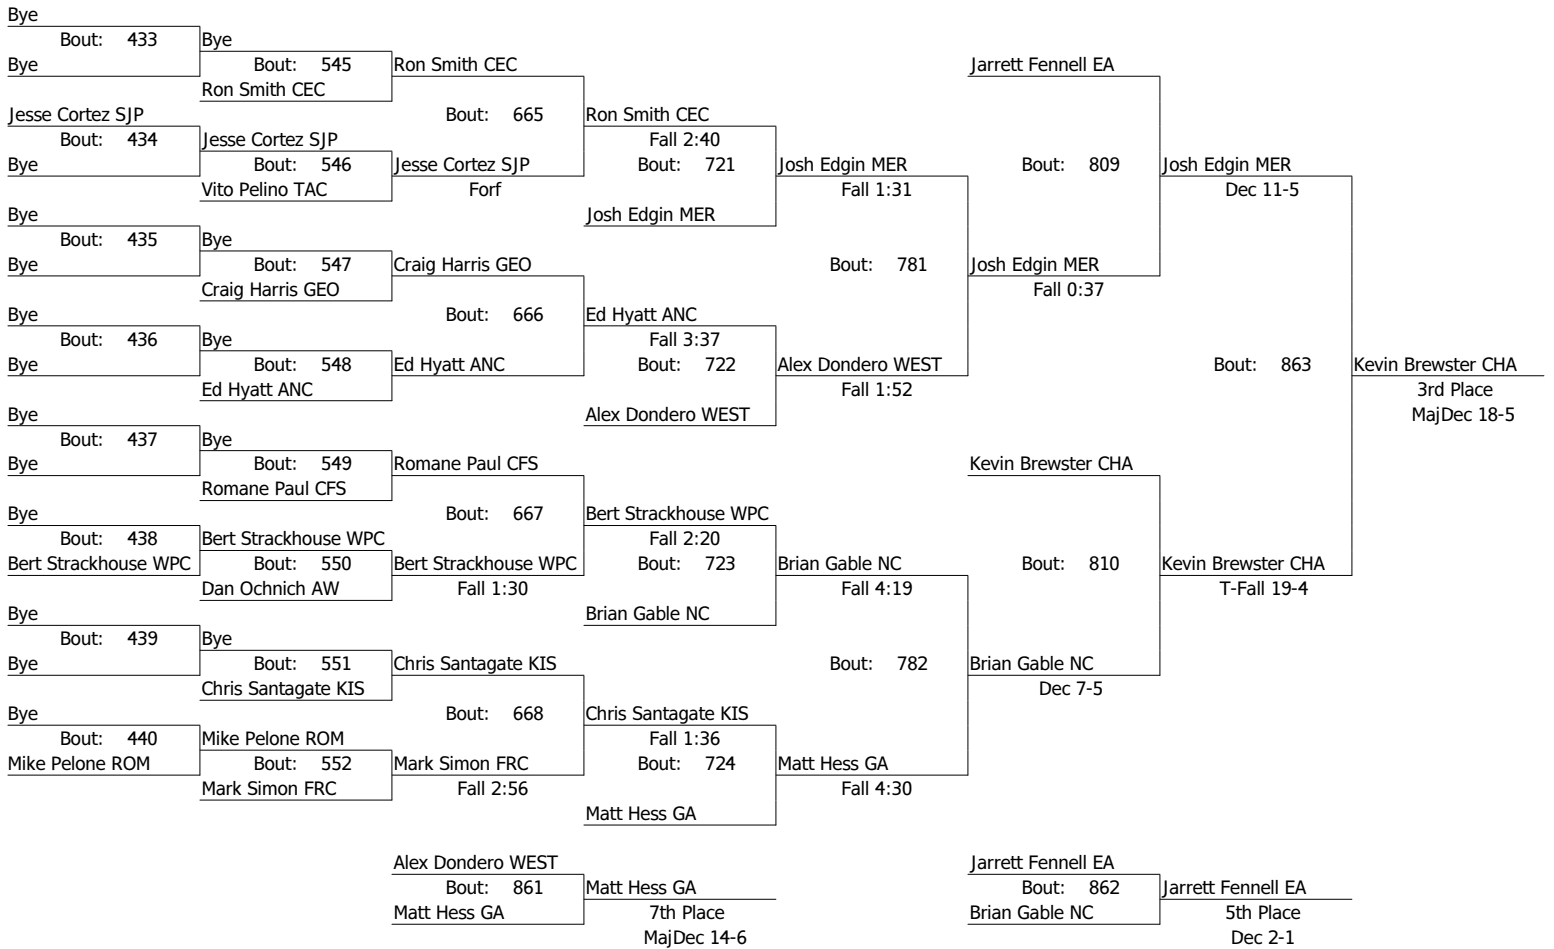 Bye
Bout: 433 Bye
Bye Bout: 545 Ron Smith CEC Jarrett Fennell EA
Ron Smith CEC
Jesse Cortez SJP Bout: 665 Ron Smith CEC
Bout: 434 Jesse Cortez SJP Fall 2:40
Bye Bout: 546 Jesse Cortez SJP Bout: 721 Josh Edgin MER Bout: 809 Josh Edgin MER
Vito Pelino TAC Forf Fall 1:31 Dec 11-5
Bye Josh Edgin MER
Bout: 435 Bye
Bye Bout: 547 Craig Harris GEO Bout: 781 Josh Edgin MER
Craig Harris GEO Fall 0:37
Bye Bout: 666 Ed Hyatt ANC
Bout: 436 Bye Fall 3:37
Bye Bout: 548 Ed Hyatt ANC Bout: 722 Alex Dondero WEST Bout: 863 Kevin Brewster CHA
Ed Hyatt ANC Fall 1:52 3rd Place
Bye Alex Dondero WEST MajDec 18-5
Bout: 437 Bye
Bye Bout: 549 Romane Paul CFS Kevin Brewster CHA
Romane Paul CFS
Bye Bout: 667 Bert Strackhouse WPC
Bout: 438 Bert Strackhouse WPC Fall 2:20
Bert Strackhouse WPC Bout: 550 Bert Strackhouse WPC Bout: 723 Brian Gable NC Bout: 810 Kevin Brewster CHA
Dan Ochnich AW Fall 1:30 Fall 4:19 T-Fall 19-4
Bye Brian Gable NC
Bout: 439 Bye
Bye Bout: 551 Chris Santagate KIS Bout: 782 Brian Gable NC
Chris Santagate KIS Dec 7-5
Bye Bout: 668 Chris Santagate KIS
Bout: 440 Mike Pelone ROM Fall 1:36
Mike Pelone ROM Bout: 552 Mark Simon FRC Bout: 724 Matt Hess GA
Mark Simon FRC Fall 2:56 Fall 4:30
Matt Hess GA
Alex Dondero WEST Jarrett Fennell EA
Bout: 861 Matt Hess GA Bout: 862 Jarrett Fennell EA
Matt Hess GA 7th Place Brian Gable NC 5th Place
MajDec 14-6 Dec 2-1